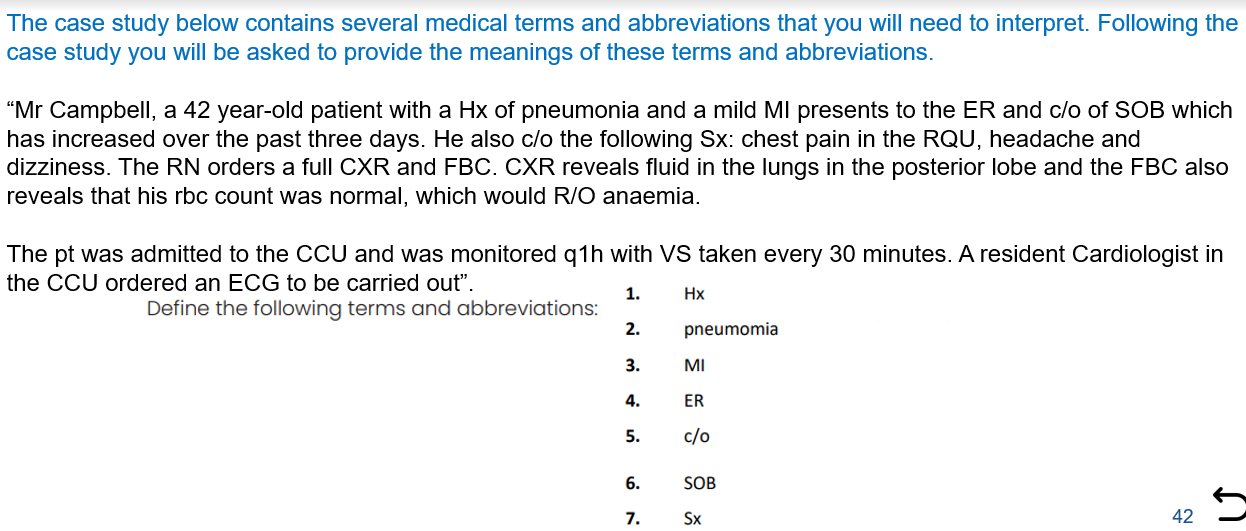 The case study below contains several medical terms and abbreviations that you will need to interpret. Following the
case study you will be asked to provide the meanings of these terms and abbreviations.
“Mr Campbell, a 42 year-old patient with a Hx of pneumonia and a mild MI presents to the ER and c/o of SOB which
has increased over the past three days. He also c/o the following Sx: chest pain in the RQU, headache and
dizziness. The RN orders a full CXR and FBC. CXR reveals fluid in the lungs in the posterior lobe and the FBC also
reveals that his rbc count was normal, which would R/O anaemia.
The pt was admitted to the CCU and was monitored q1h with VS taken every 30 minutes. A resident Cardiologist in
the CCU ordered an ECG to be carried out”.
Define the following terms and abbreviations:
1. Hx
2. pneumomia
3. MI
4. ER
5. c/o
6. SOB
7. Sx
42